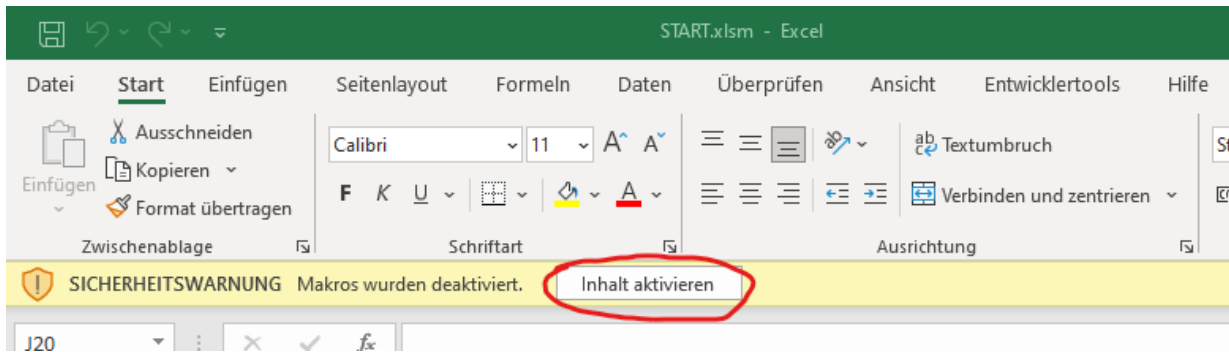 START.xlsm - Excel
Datei Start Einfügen Seitenlayout Formeln Daten Überprüfen Ansicht Entwicklertools Hilfe
Ausschneiden
Calibri 11 A A
ab
c Textumbruch
Einfügen
Kopieren
F K U A
Verbinden und zentrieren
Format übertragen
Zwischenablage Schriftart Ausrichtung
SICHERHEITSWARNUNG Makros wurden deaktiviert. Inhalt aktivieren
J20 fx